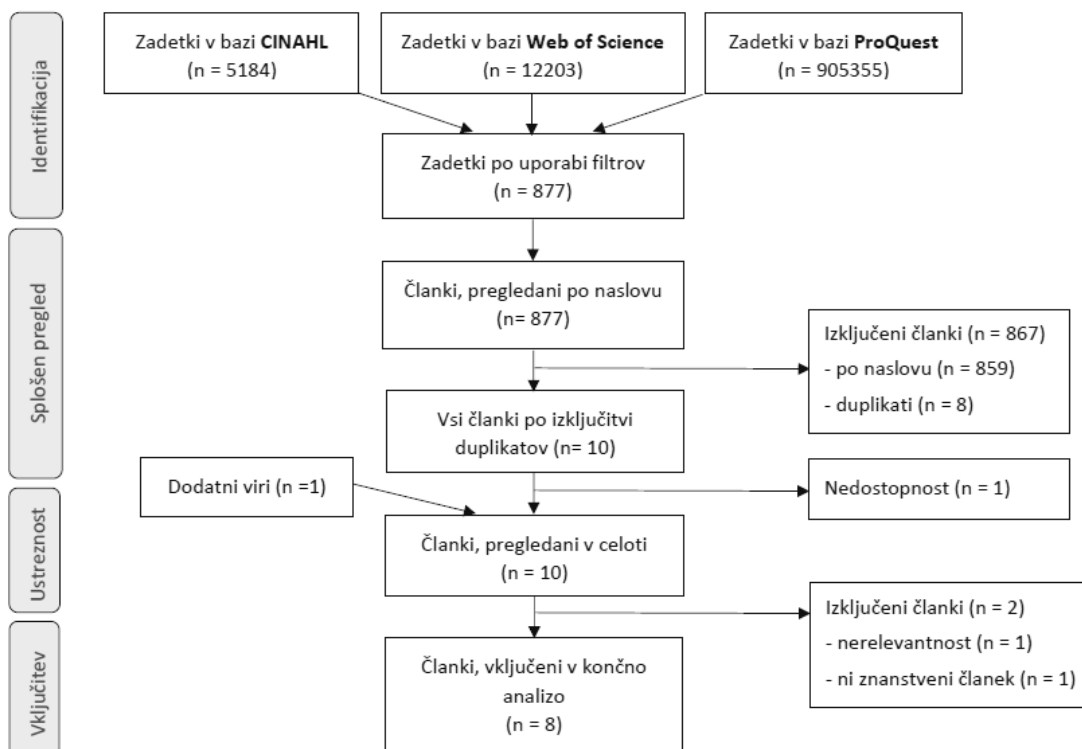 Identifikacija
Zadetki v bazi CINAHL
(n = 5184)
Zadetki v bazi Web of Science
(n = 12203)
Zadetki v bazi ProQuest
(n = 905355)
Zadetki po uporabi filtrov
(n = 877)
Splošen pregled
Članki, pregledani po naslovu
(n= 877)
Izključeni članki (n = 867)
- po naslovu (n = 859)
- duplikati (n = 8)
Vsi članki po izključitvi
duplikatov (n= 10)
Dodatni viri (n =1)
Nedostopnost (n = 1)
Ustreznost
Članki, pregledani v celoti
(n = 10)
Izključeni članki (n = 2)
- nerelevantnost (n = 1)
- ni znanstveni članek (n = 1)
Vključitev
Članki, vključeni v končno
analizo
(n = 8)